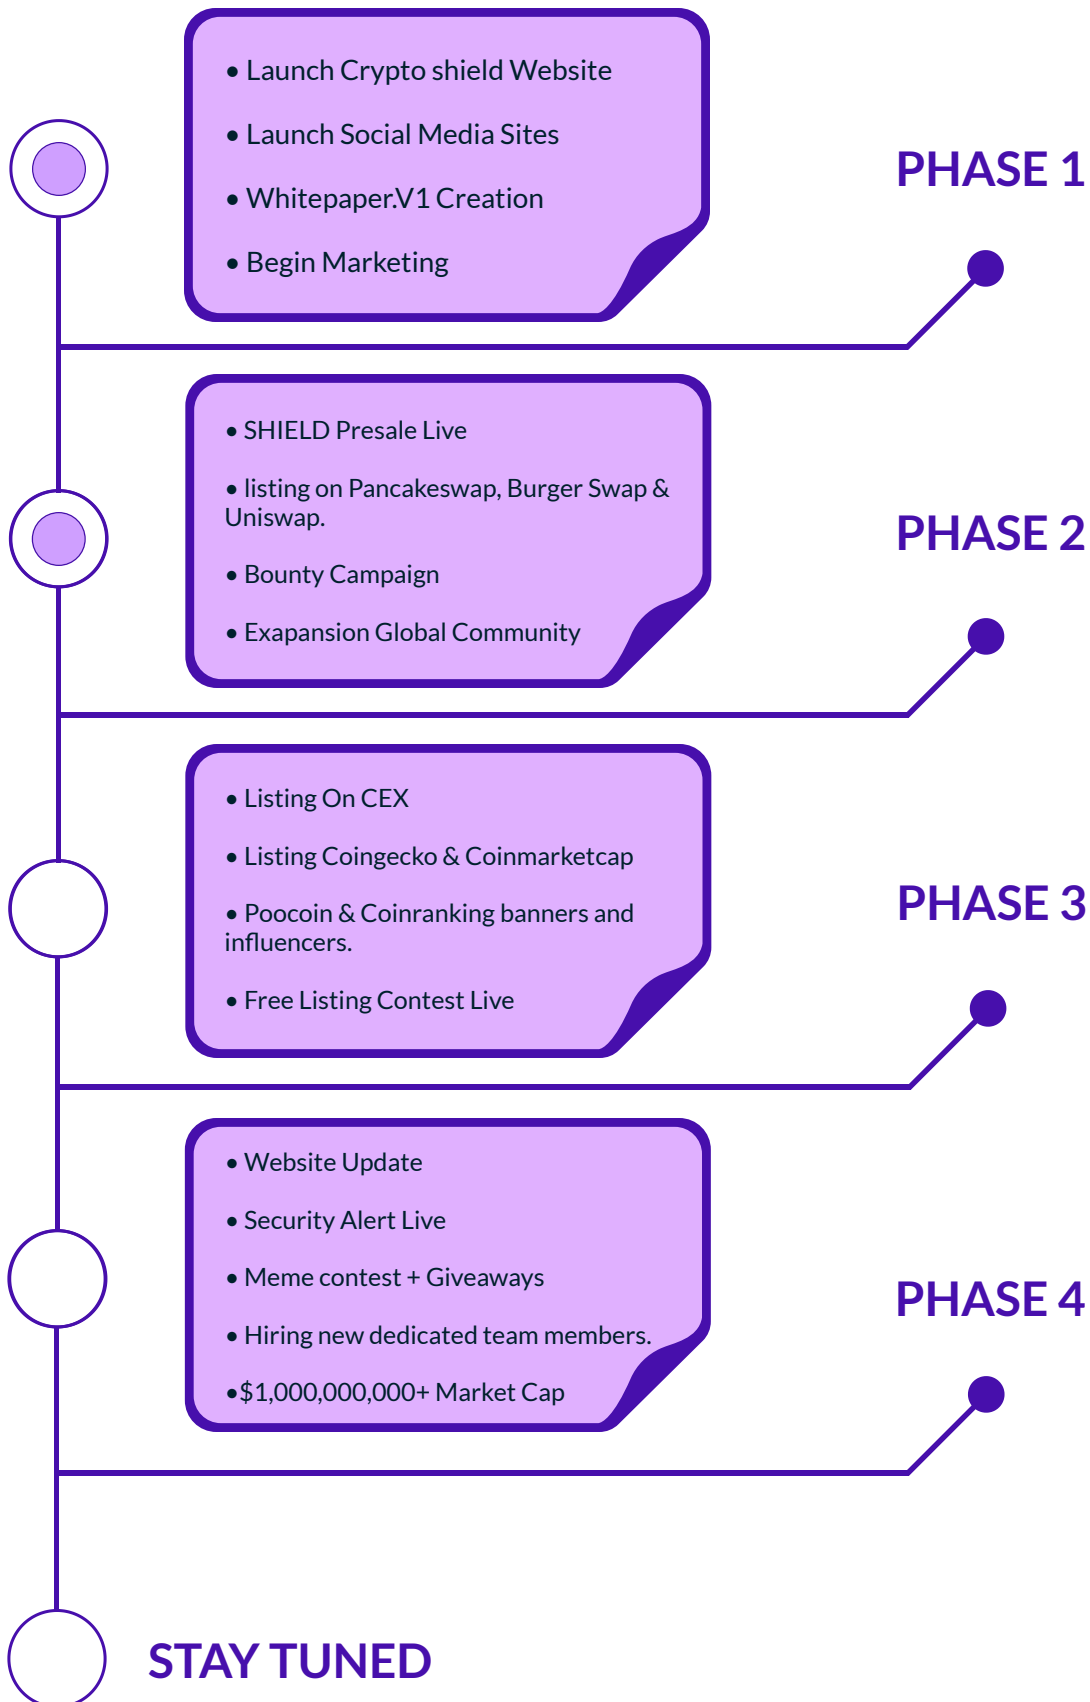 • Launch Crypto shield Website
• Launch Social Media Sites
• Whitepaper.V1 Creation
• Begin Marketing
PHASE 1
• SHIELD Presale Live
• listing on Pancakeswap, Burger Swap &
Uniswap.
• Bounty Campaign
• Exapansion Global Community
PHASE 2
• Listing On CEX
• Listing Coingecko & Coinmarketcap
• Poocoin & Coinranking banners and
influencers.
• Free Listing Contest Live
PHASE 3
• Website Update
• Security Alert Live
• Meme contest + Giveaways
• Hiring new dedicated team members.
•$1,000,000,000+ Market Cap
PHASE 4
STAY TUNED